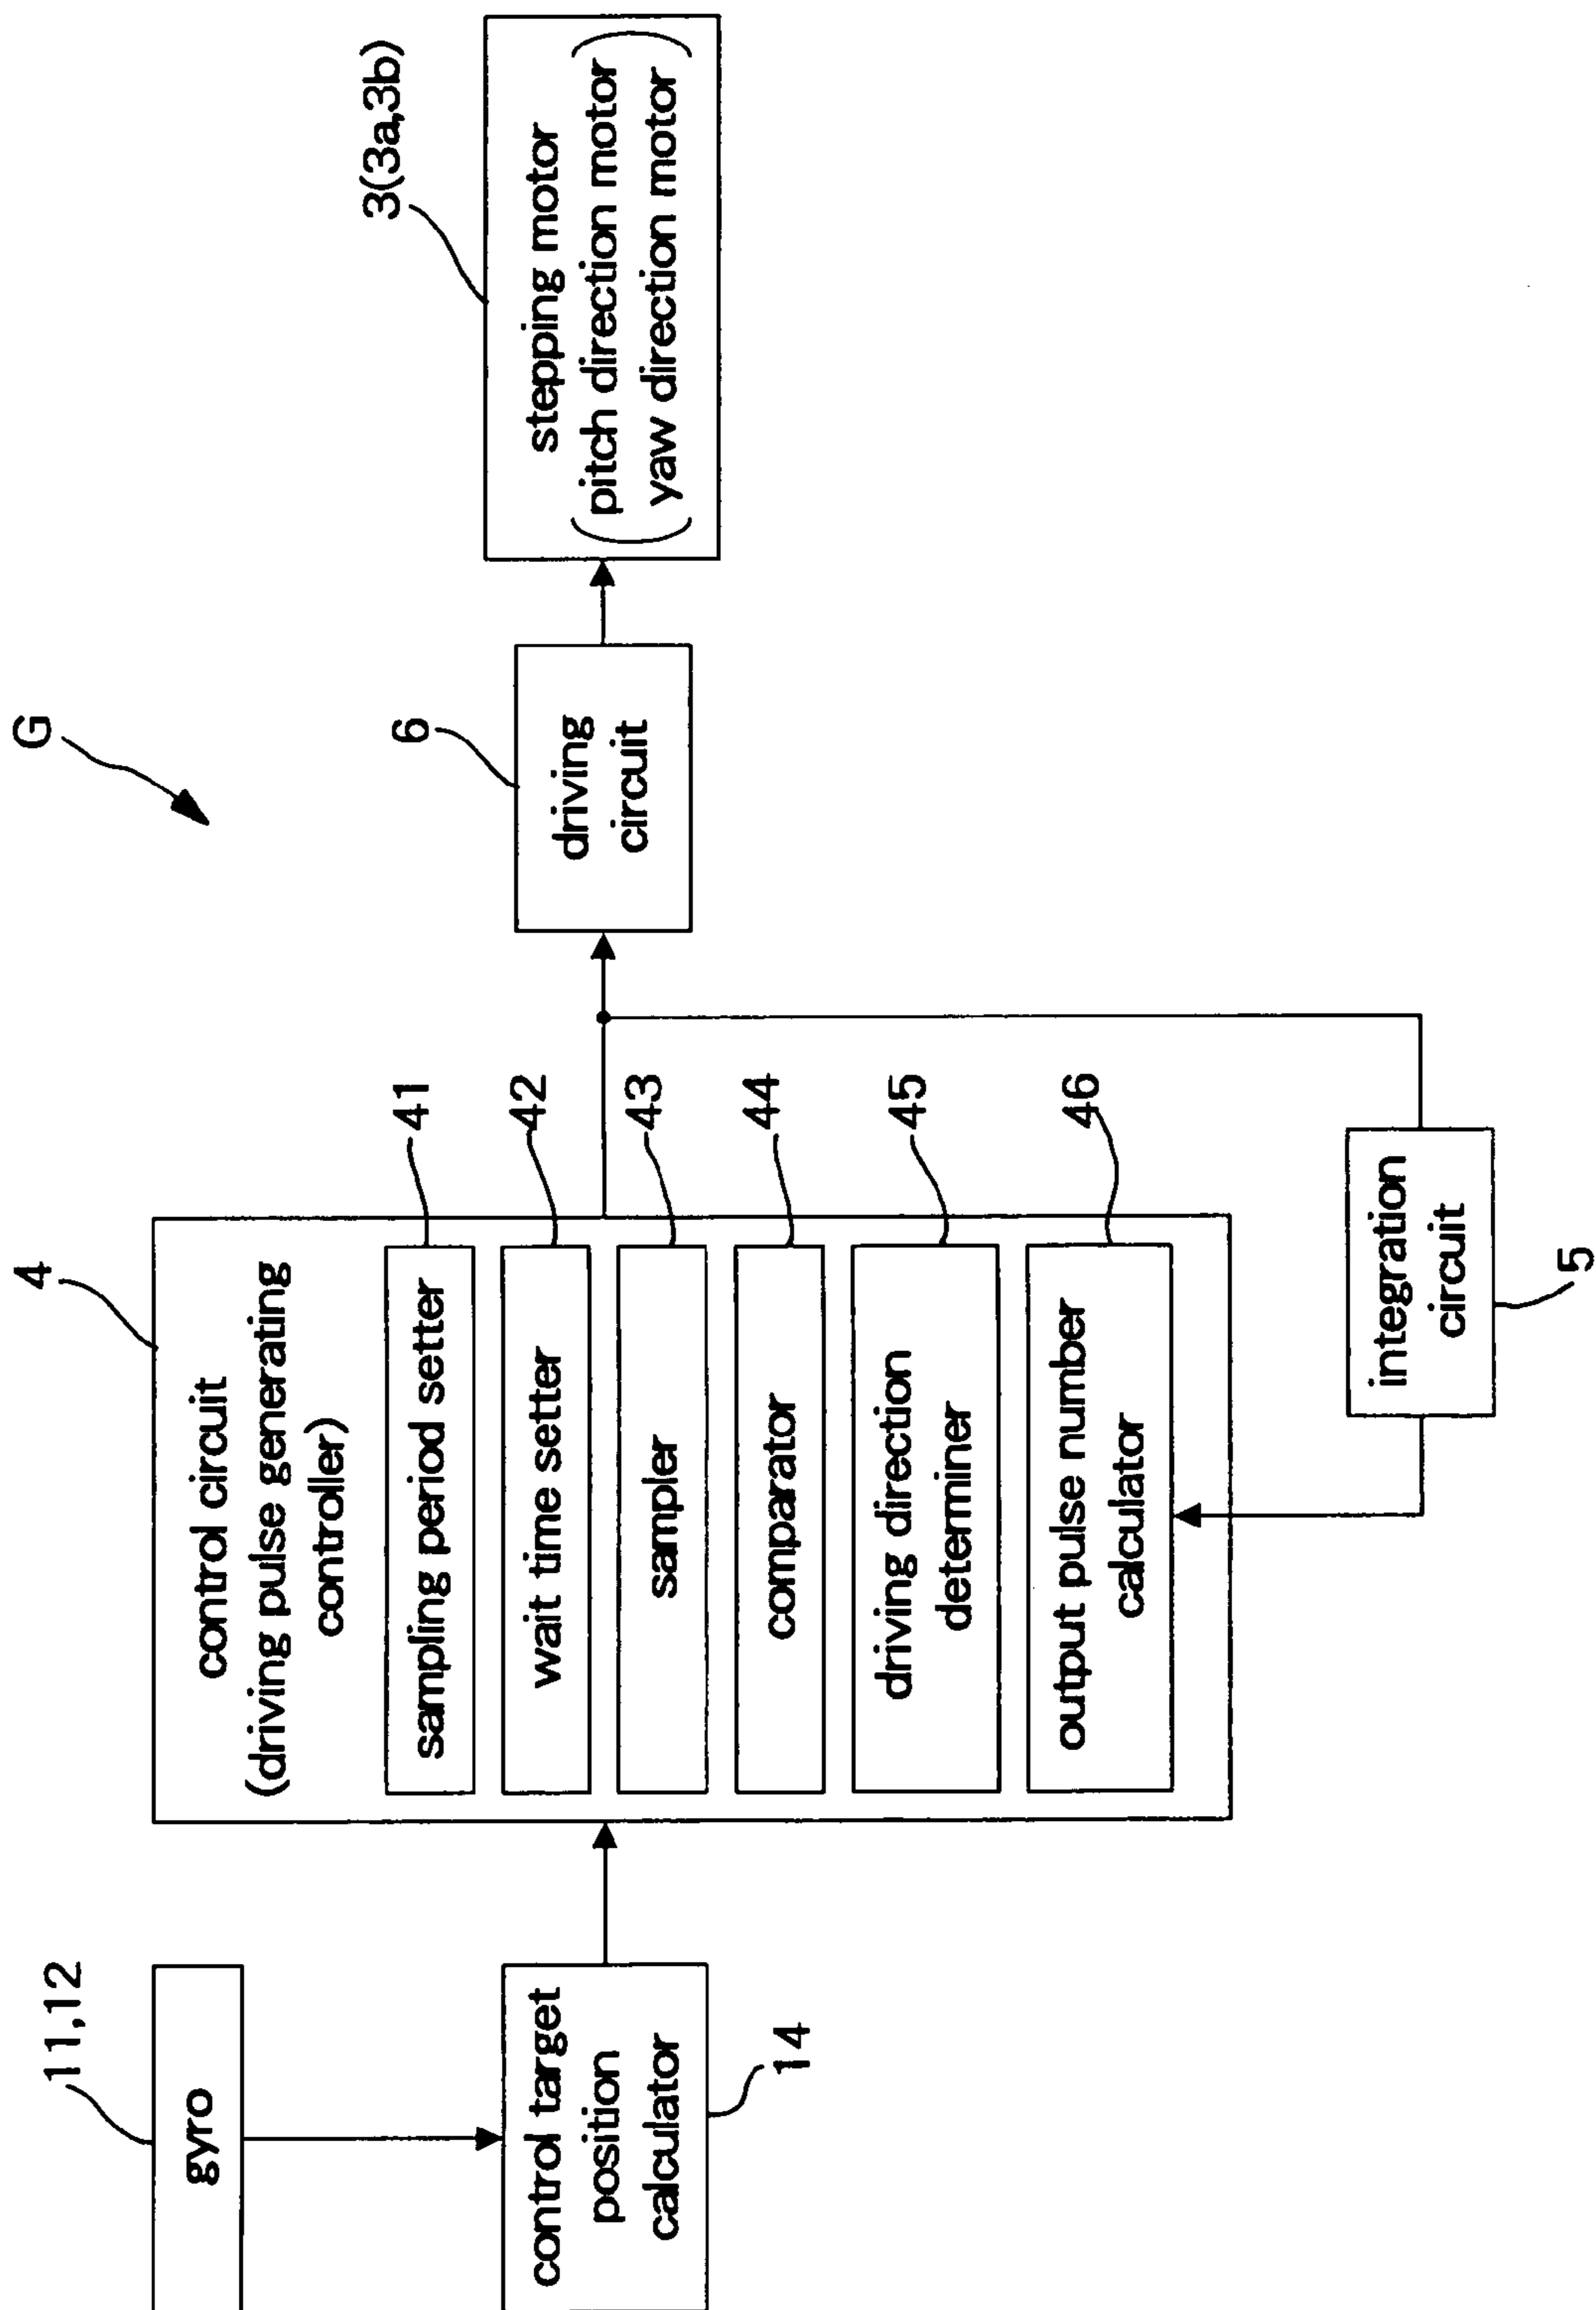 G
11,12
gyro
control target
position
calculator
14
4
control circuit
(driving pulse generating
controller)
sampling period setter
41
wait time setter
42
sampler
43
comparator
44
driving direction
determiner
45
output pulse number
calculator
46
integration
circuit
5
6
driving
circuit
3(3a,3b)
stepping motor
(pitch direction motor
yaw direction motor)